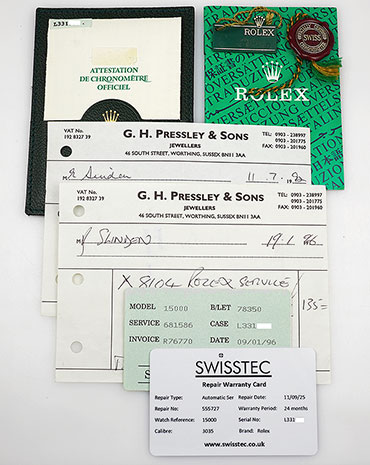 L331
ATTESTATION
DE CHRONOMÈTRE
OFFICIEL
ROLEX
SWISS
ROLEX
VAT No.
192 8327 39
G. H. PRESSLEY & SONS
JEWELLERS
46 SOUTH STREET, WORTHING, SUSSEX BN11 3AA
TEL: 0903 - 238997
0903 - 201775
FAX: 0903 - 201960
M
11. 7. 19
VAT No.
192 8327 39
G. H. PRESSLEY & SONS
JEWELLERS
46 SOUTH STREET, WORTHING, SUSSEX BN11 3AA
TEL: 0903 - 238997
0903 - 201775
FAX: 0903 - 201960
M SLINDEN 19.1.96
ROLEX SERVICE 135=
MODEL 15000 B/LET 78350
SERVICE 681586 CASE L331
INVOICE R76770 DATE 09/01/96
SWISSTEC
Repair Warranty Card
Repair Type: Automatic Ser Repair Date: 11/09/25
Repair No: 555727 Warranty Period: 24 months
Watch Reference: 15000 Serial No: L331
Calibre: 3035 Brand: Rolex
www.swisstec.co.uk